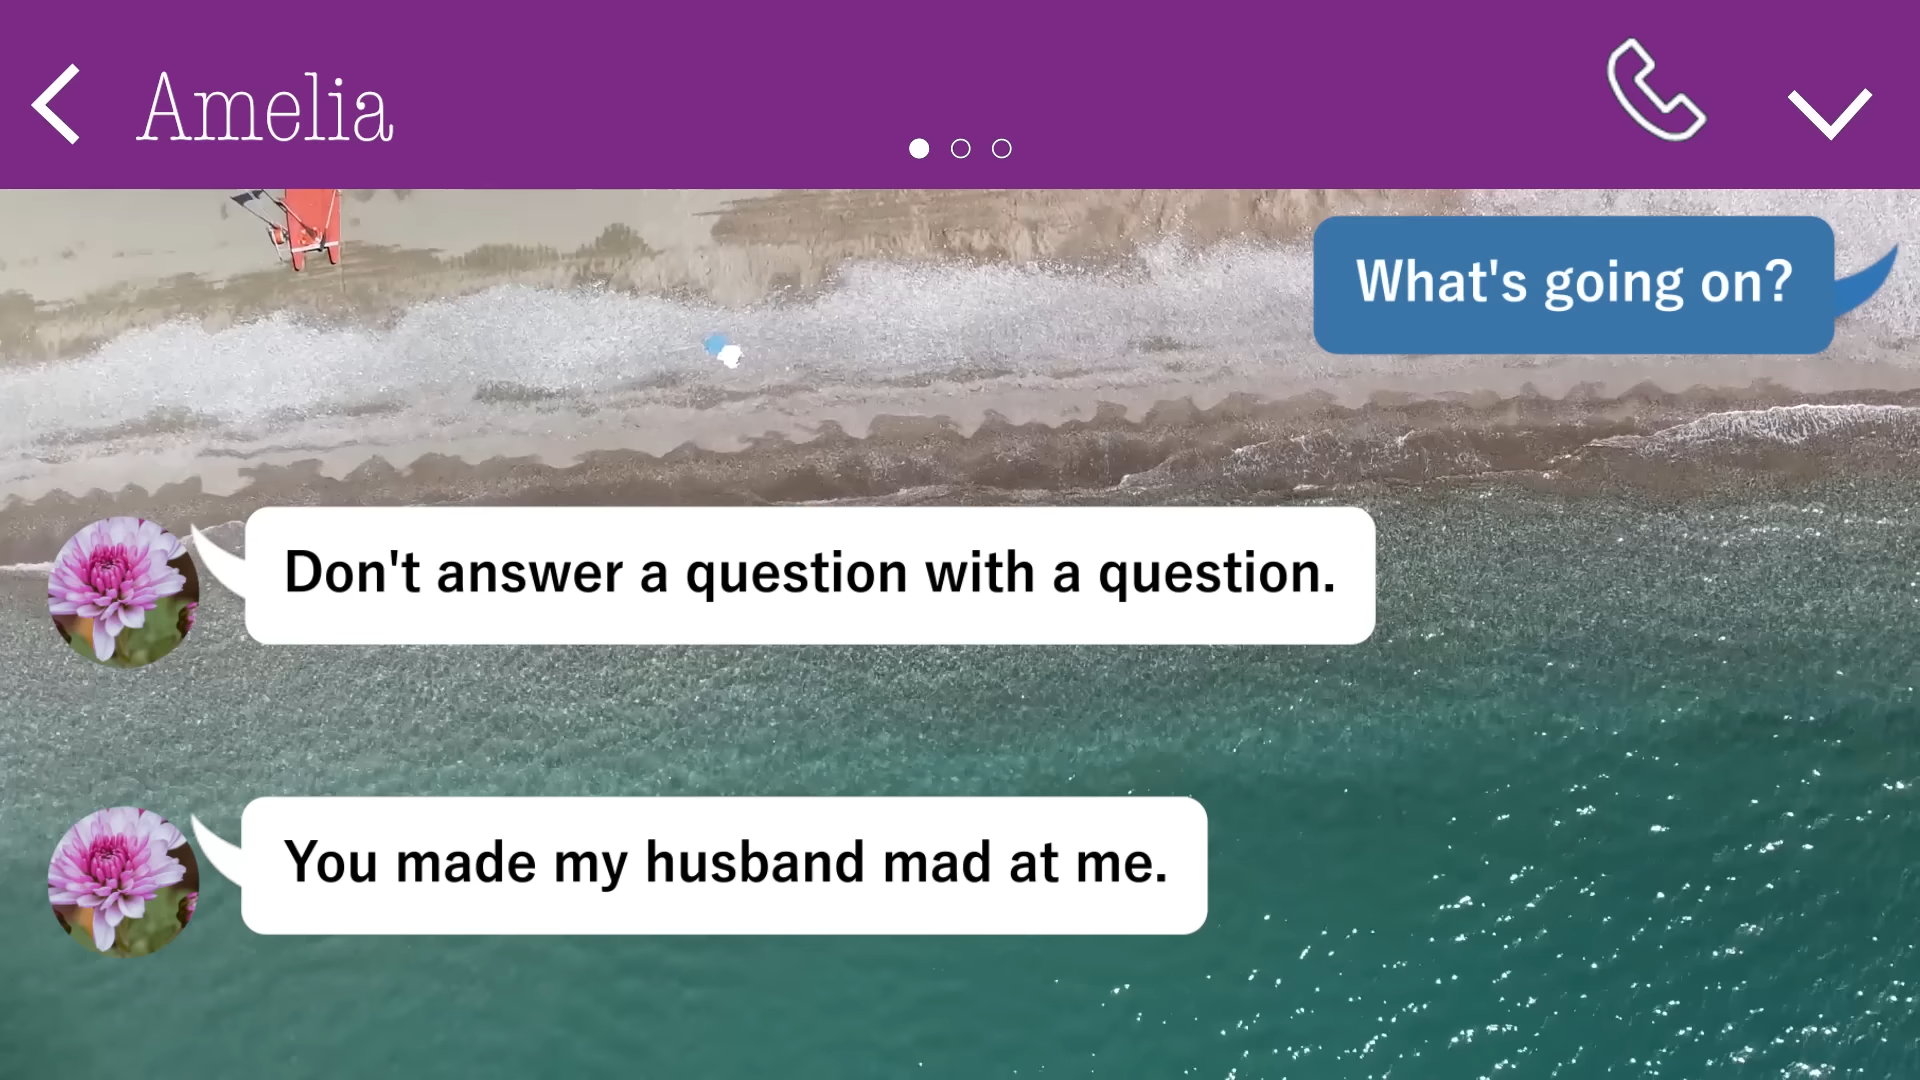 Amelia
What's going on?
Don't answer a question with a question.
You made my husband mad at me.